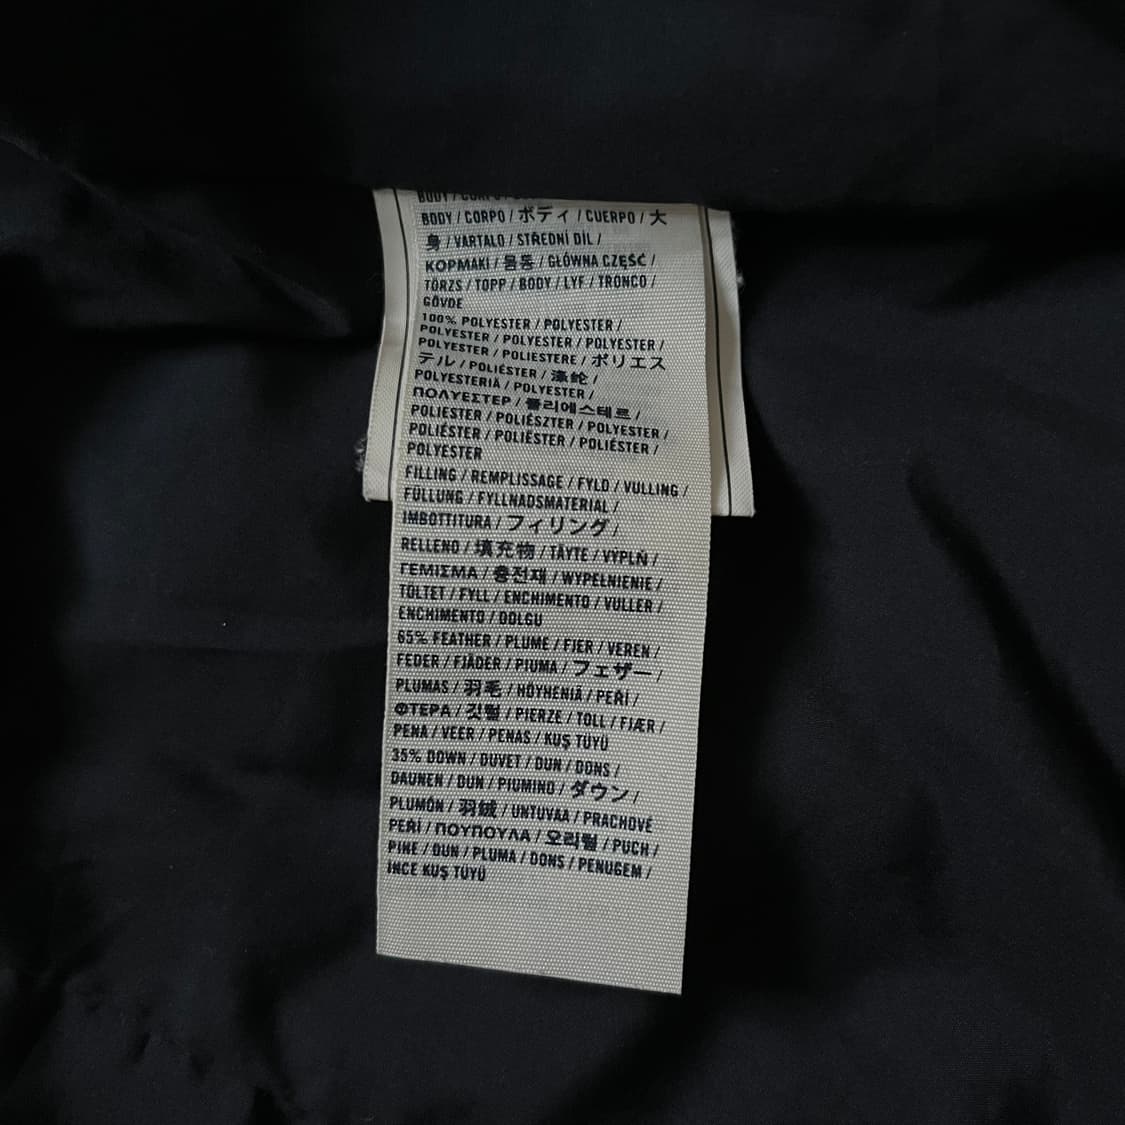 BODY / CORPO /
BODY / CORPO / ボディ / CUERPO / 大
身 / VARTALO / STŘEDNÍ DÍL /
ΚΟΡΜΑΚΙ / 몸통 / GŁÓWNA CZĘŚĆ /
TÖRZS / TOPP / BODY / LYF / TRONCO /
GÖVDE
100% POLYESTER / POLYESTER /
POLYESTER / POLYESTER / POLYESTER /
POLYESTER / POLIESTERE / ポリエス
テル / POLIÉSTER / 涤纶 /
POLYESTERIÄ / POLYESTER /
ΠΟΛΥΕΣΤΕΡ / 폴리에스테르 /
POLIESTER / POLIÉSZTER / POLYESTER /
POLIÉSTER / POLIÉSTER / POLIÉSTER /
POLYESTER
FILLING / REMPLISSAGE / FYLD / VULLING /
FÜLLUNG / FYLLNADSMATERIAL /
IMBOTTITURA / フィリング /
RELLENO / 填充物 / TÄYTE / VÝPLŇ /
ΓΕΜΙΣΜΑ / 충전재 / WYPEŁNIENIE /
TÖLTET / FYLL / ENCHIMENTO / VULLER /
ENCHIMENTO / DOLGU
65% FEATHER / PLUME / FJER / VEREN /
FEDER / FJÄDER / PIUMA / フェザー /
PLUMAS / 羽毛 / HÖYHENIÄ / PEŘÍ /
ΦΤΕΡΑ / 깃털 / PIERZE / TOLL / FJÆR /
PENA / VEER / PENAS / KUŞ TÜYÜ
35% DOWN / DUVET / DUN / DONS /
DAUNEN / DUN / PIUMINO / ダウン /
PLUMÓN / 羽绒 / UNTUVAA / PRACHOVÉ
PEŘÍ / ΠΟΥΠΟΥΛΑ / 오리털 / PUCH /
PIHE / DUN / PLUMA / DONS / PENUGEM /
İNCE KUŞ TÜYÜ